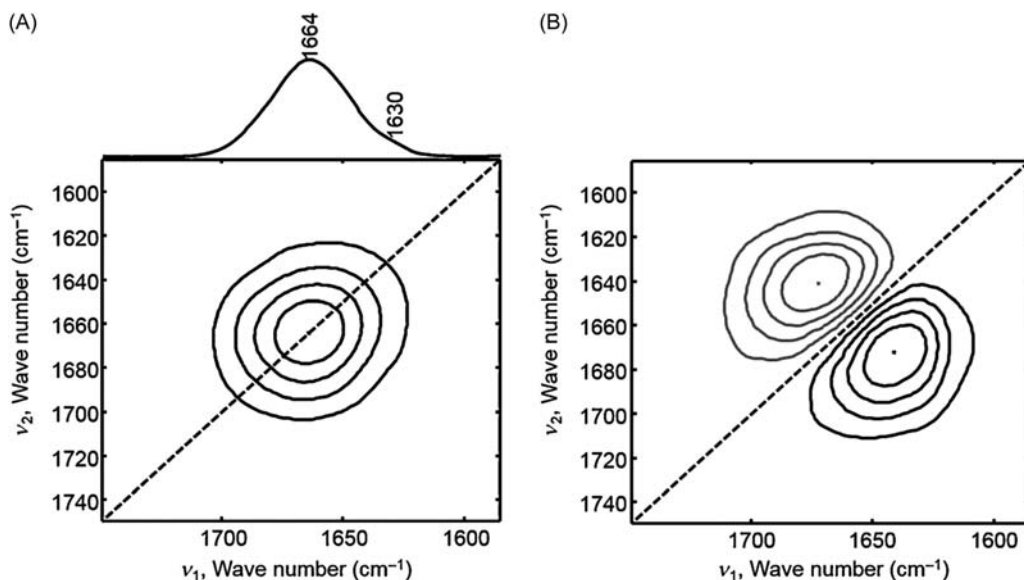 (A)
1664
1630
1600
1620
1640
1660
1680
1700
1720
1740
ν2, Wave number (cm−1)
1700 1650 1600
ν1, Wave number (cm−1)
(B)
1600
1620
1640
1660
1680
1700
1720
1740
ν2, Wave number (cm−1)
1700 1650 1600
ν1, Wave number (cm−1)